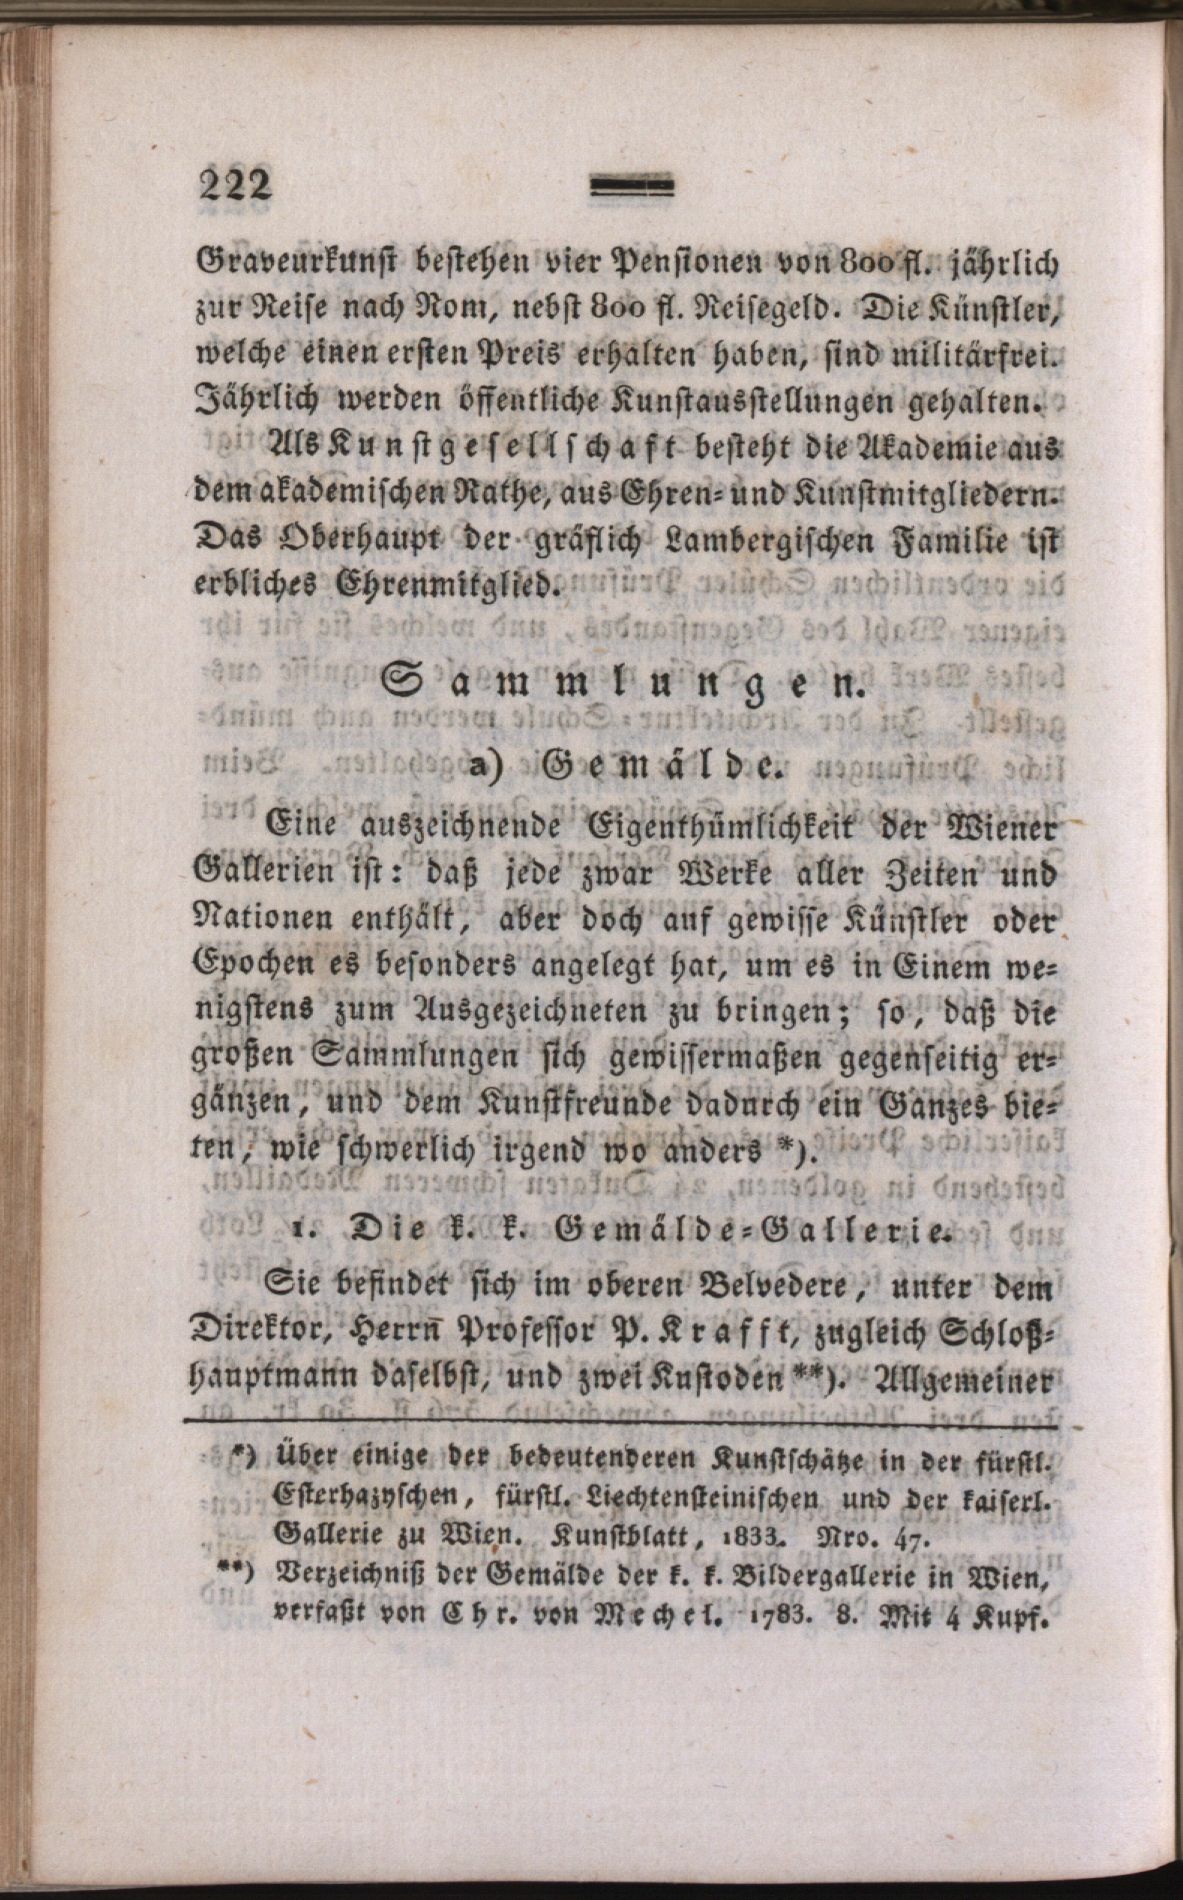 222
Graveurkunst bestehen vier Pensionen von 800 fl. jährlich
zur Reise nach Rom, nebst 800 fl. Reisegeld. Die Künstler,
welche einen ersten Preis erhalten haben, sind militärfrei.
Jährlich werden öffentliche Kunstausstellungen gehalten.
Als Kunstgesellschaft besteht die Akademie aus
dem akademischen Rathe, aus Ehren- und Kunstmitgliedern.
Das Oberhaupt der gräflich Lambergischen Familie ist
erbliches Ehrenmitglied.
Sammlungen.
a) Gemälde.
Eine auszeichnende Eigenthümlichkeit der Wiener
Gallerien ist: daß jede zwar Werke aller Zeiten und
Nationen enthält, aber doch auf gewisse Künstler oder
Epochen es besonders angelegt hat, um es in Einem we-
nigstens zum Ausgezeichneten zu bringen; so, daß die
großen Sammlungen sich gewissermaßen gegenseitig er-
gänzen, und dem Kunstfreunde dadurch ein Ganzes bie-
ten, wie schwerlich irgend wo anders *).
1. Die k. k. Gemälde-Gallerie.
Sie befindet sich im oberen Belvedere, unter dem
Direktor, Herrn̄ Professor P. Krafft, zugleich Schloß-
hauptmann daselbst, und zwei Kustoden **). Allgemeiner
*) Über einige der bedeutenderen Kunstschätze in der fürstl.
Esterhazyschen, fürstl. Liechtensteinischen und der kaiserl.
Gallerie zu Wien. Kunstblatt, 1833. Nro. 47.
**) Verzeichniß der Gemälde der k. k. Bildergallerie in Wien,
verfaßt von Chr. von Mechel. 1783. 8. Mit 4 Kupf.